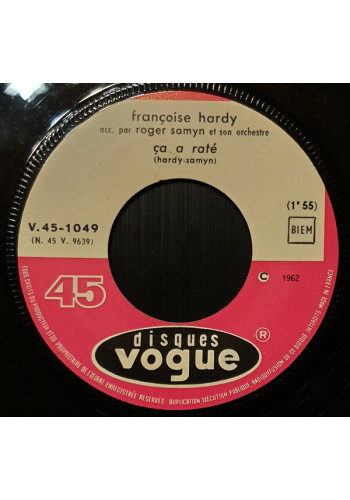 françoise hardy
acc. par roger samyn et son orchestre
ça a raté
(hardy-samyn)
(1'55)
V.45-1049
(N. 45 V. 9639)
BIEM
© 1962
45
disques
vogue
®
TOUS DROITS DU PRODUCTEUR ET DU PROPRIÉTAIRE DE L'ŒUVRE ENREGISTRÉE RÉSERVÉS. DUPLICATION EXÉCUTION PUBLIQUE, RADIODIFFUSION DE CE DISQUE INTERDITS. MADE IN FRANCE